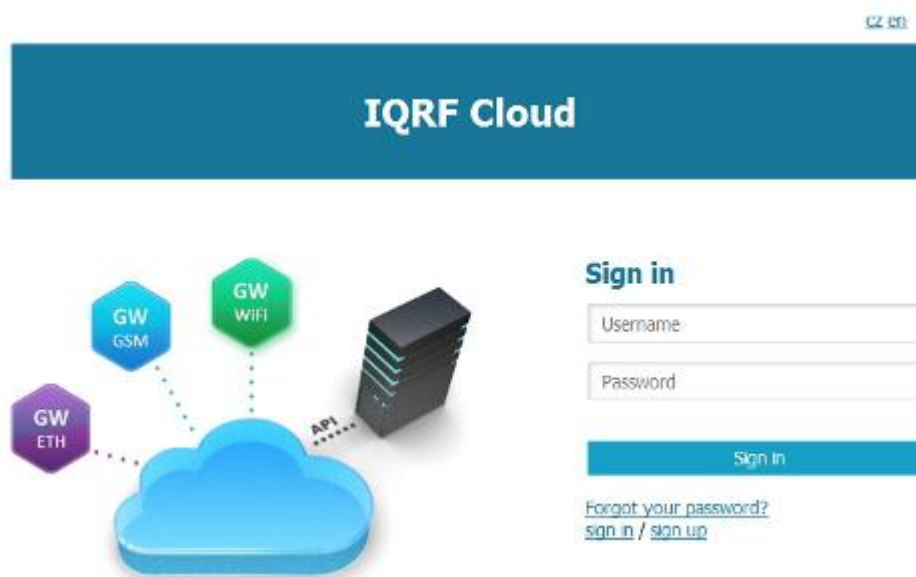 cz en
IQRF Cloud
GW
WiFi
GW
GSM
GW
ETH
API
Sign in
Username
Password
Sign in
Forgot your password?
sign in / sign up